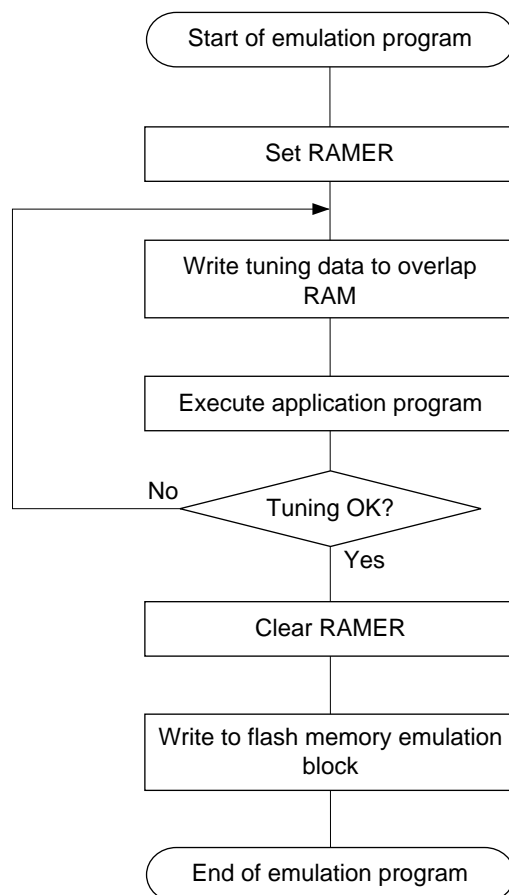 Start of emulation program
Set RAMER
Write tuning data to overlap
RAM
Execute application program
No
Tuning OK?
Yes
Clear RAMER
Write to flash memory emulation
block
End of emulation program